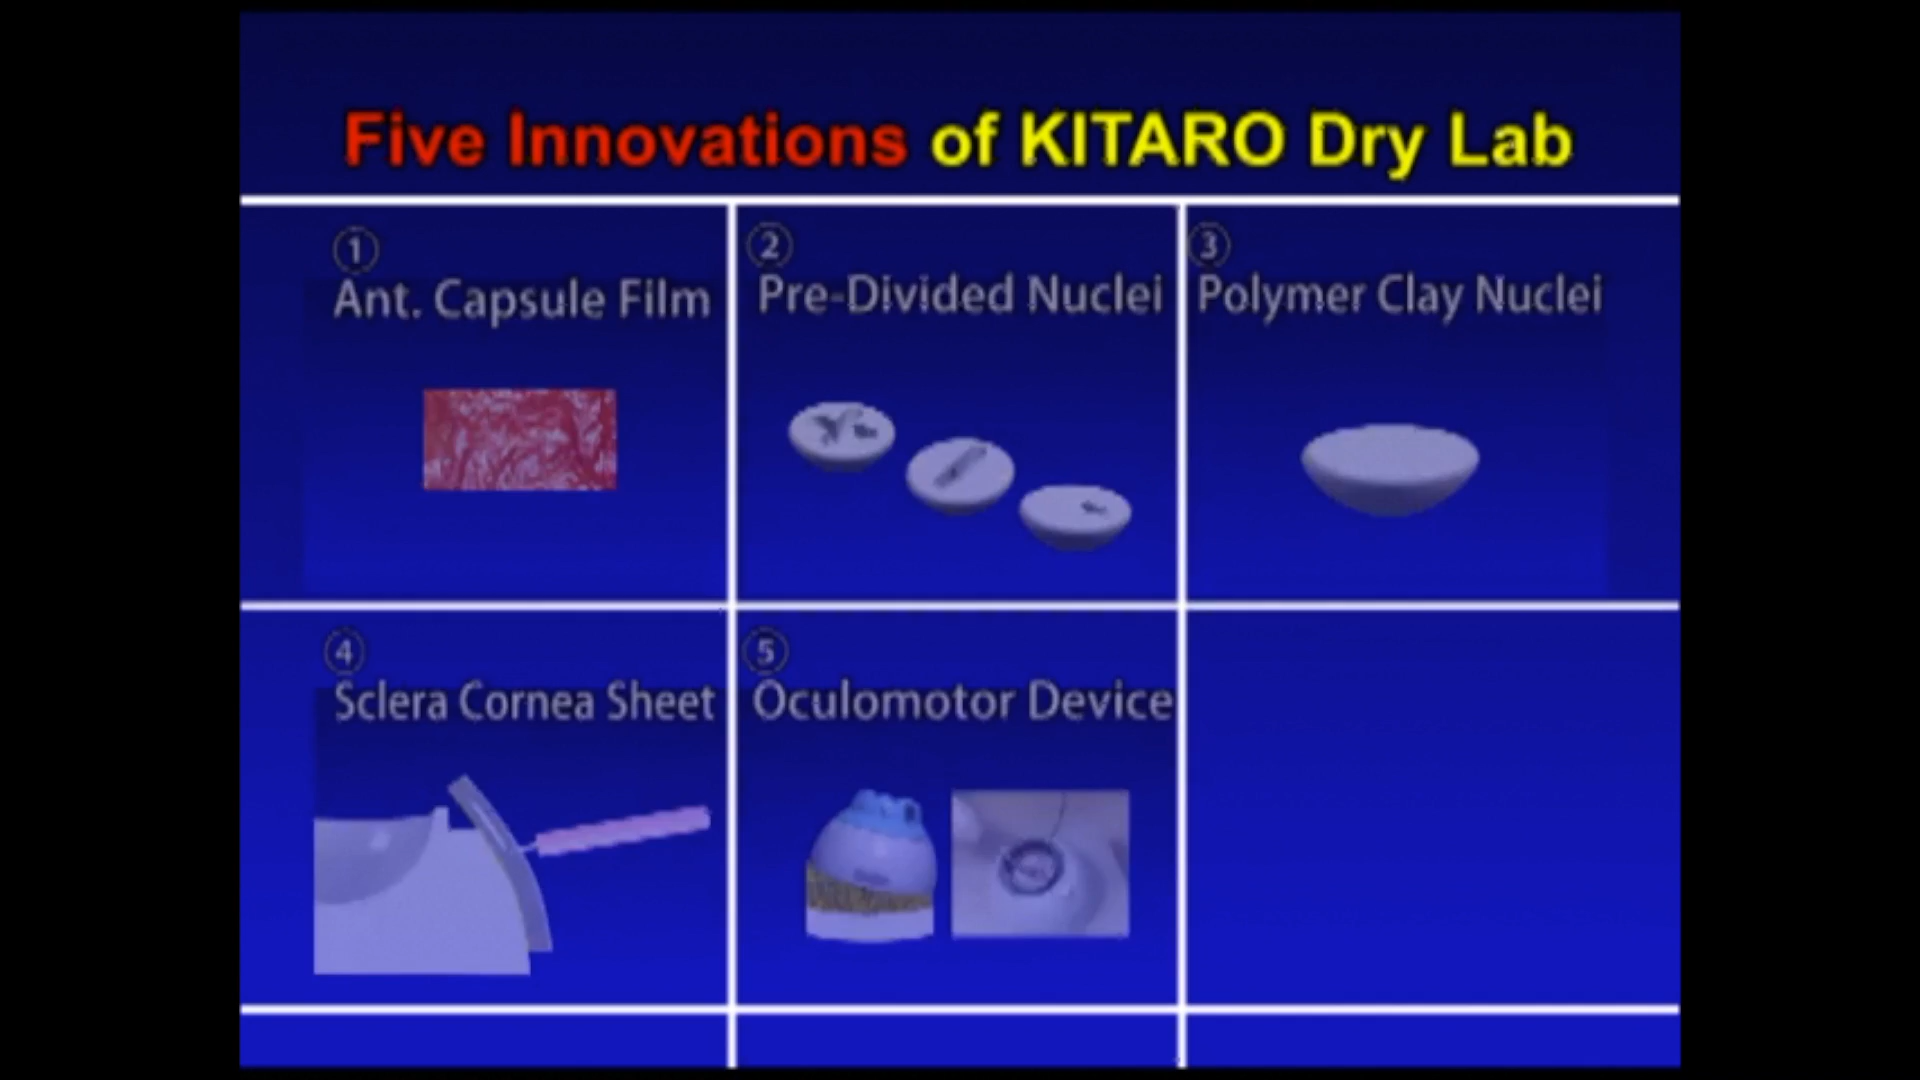 Five Innovations of KITARO Dry Lab
①
Ant. Capsule Film
②
Pre-Divided Nuclei
③
Polymer Clay Nuclei
④
Sclera Cornea Sheet
⑤
Oculomotor Device